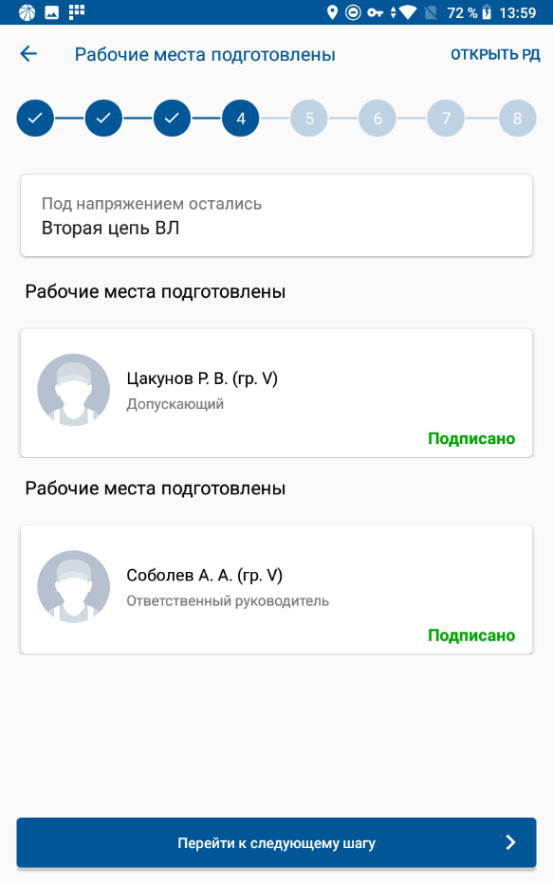 72 % 13:59
Рабочие места подготовлены ОТКРЫТЬ РД
4 5 6 7 8
Под напряжением остались
Вторая цепь ВЛ
Рабочие места подготовлены
Цакунов Р. В. (гр. V)
Допускающий
Подписано
Рабочие места подготовлены
Соболев А. А. (гр. V)
Ответственный руководитель
Подписано
Перейти к следующему шагу